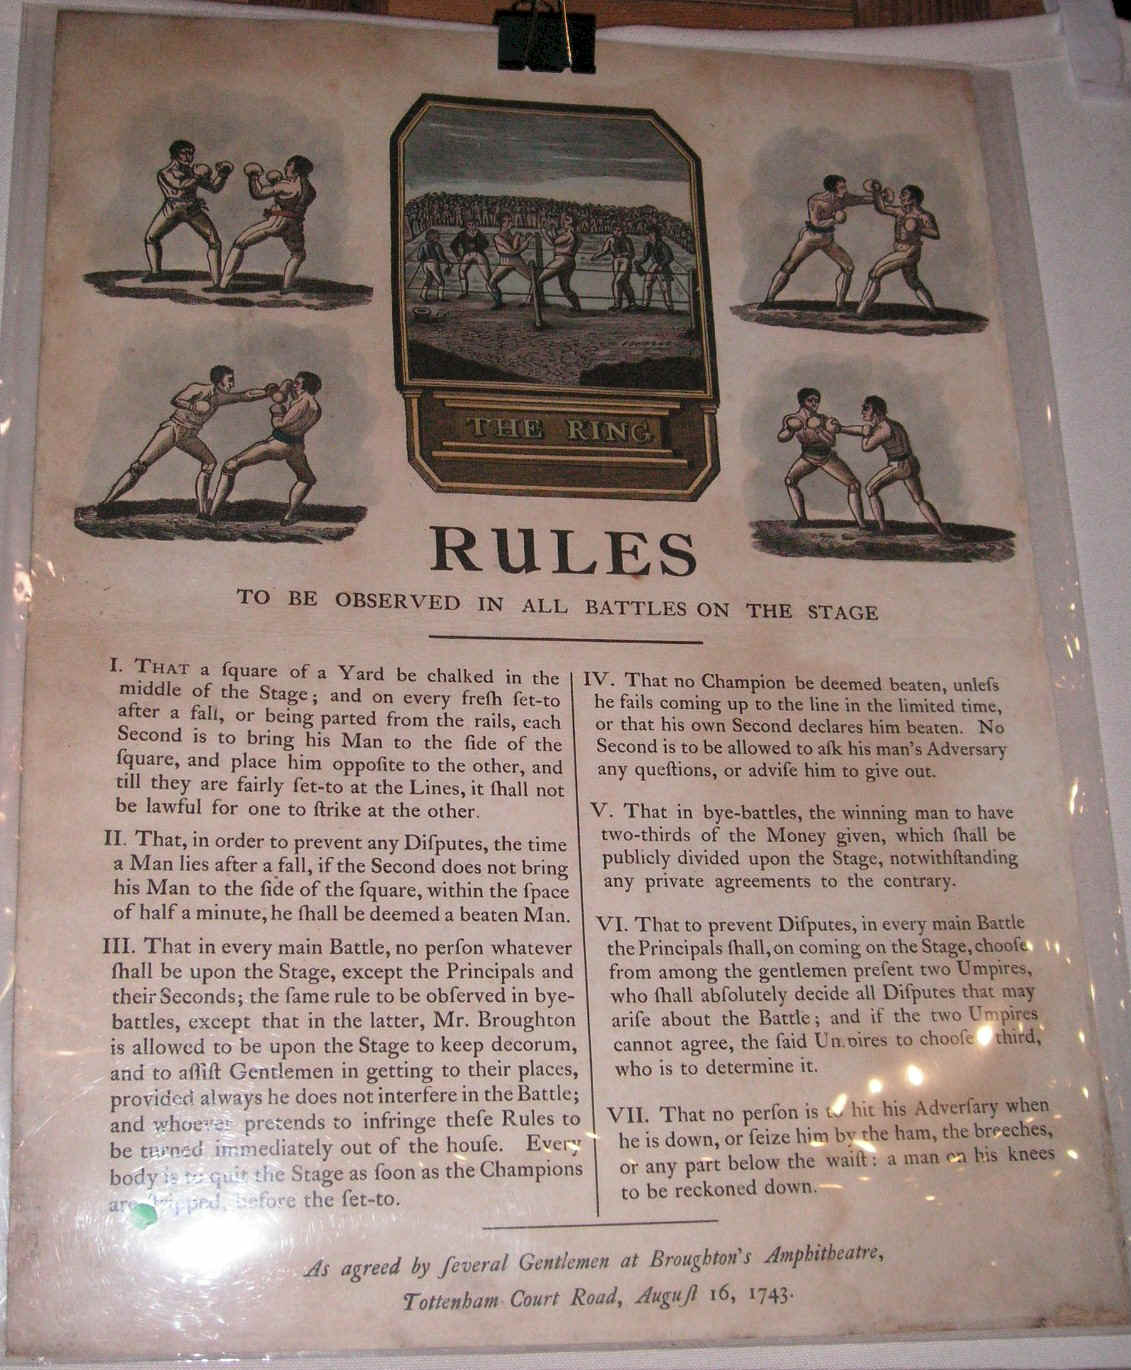 THE RING
RULES
TO BE OBSERVED IN ALL BATTLES ON THE STAGE
I. THAT a ſquare of a Yard be chalked in the
middle of the Stage; and on every freſh ſet-to
after a fall, or being parted from the rails, each
Second is to bring his Man to the ſide of the
ſquare, and place him oppoſite to the other, and
till they are fairly ſet-to at the Lines, it ſhall not
be lawful for one to ſtrike at the other.
II. That, in order to prevent any Diſputes, the time
a Man lies after a fall, if the Second does not bring
his Man to the ſide of the ſquare, within the ſpace
of half a minute, he ſhall be deemed a beaten Man.
III. That in every main Battle, no perſon whatever
ſhall be upon the Stage, except the Principals and
their Seconds; the ſame rule to be obſerved in bye-
battles, except that in the latter, Mr. Broughton
is allowed to be upon the Stage to keep decorum,
and to aſſiſt Gentlemen in getting to their places,
provided always he does not interfere in the Battle;
and whoever pretends to infringe theſe Rules to
be turned immediately out of the houſe. Every
body is to quit the Stage as ſoon as the Champions
are ſtripped, before the ſet-to.
IV. That no Champion be deemed beaten, unleſs
he fails coming up to the line in the limited time,
or that his own Second declares him beaten. No
Second is to be allowed to aſk his man's Adverſary
any queſtions, or adviſe him to give out.
V. That in bye-battles, the winning man to have
two-thirds of the Money given, which ſhall be
publicly divided upon the Stage, notwithſtanding
any private agreements to the contrary.
VI. That to prevent Diſputes, in every main Battle
the Principals ſhall, on coming on the Stage, chooſe
from among the gentlemen preſent two Umpires,
who ſhall abſolutely decide all Diſputes that may
ariſe about the Battle; and if the two Umpires
cannot agree, the ſaid Umpires to chooſe third,
who is to determine it.
VII. That no perſon is to hit his Adverſary when
he is down, or ſeize him by the ham, the breeches,
or any part below the waiſt: a man on his knees
to be reckoned down.
As agreed by ſeveral Gentlemen at Broughton's Amphitheatre,
Tottenham Court Road, Auguſt 16, 1743.